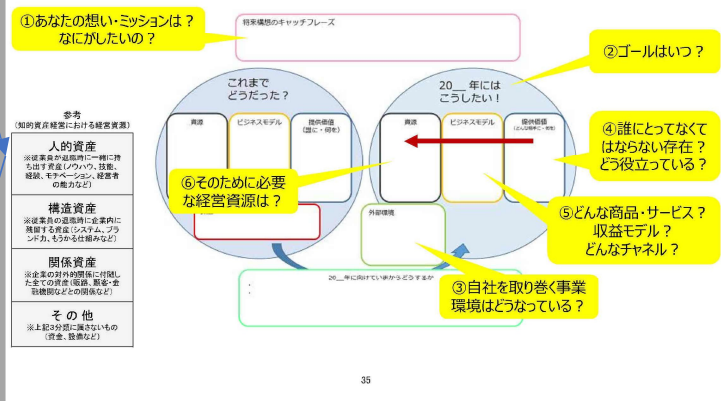 ①あなたの想い・ミッションは？
なにがしたいの？
将来構想のキャッチフレーズ
②ゴールはいつ？
これまで
どうだった？
20__ 年には
こうしたい！
資源
ビジネスモデル
提供価値
(誰に・何を)
資源
ビジネスモデル
提供価値
④誰にとってなくて
はならない存在？
どう役立っている？
⑥そのために必要
な経営資源は？
⑤どんな商品・サービス？
収益モデル？
どんなチャネル？
外部環境
20__年に向けていまからどうするか
③自社を取り巻く事業
環境はどうなっている？
参考
(知的資産経営における経営資源)
人的資産
※従業員が退職時に一緒に持
ち出す資産(ノウハウ、技能、
経験、モチベーション、経営者
の能力など)
構造資産
※従業員の退職時に企業内に
残留する資産(システム、ブラ
ンド力、もうかる仕組みなど)
関係資産
※企業の対外的関係に付随し
た全ての資産(販路、顧客・金
融機関などとの関係など)
その他
※上記3分類に属さないもの
(資金、設備など)
35